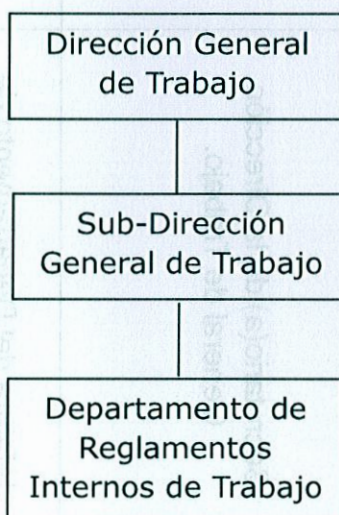 Dirección General
de Trabajo
Sub-Dirección
General de Trabajo
Departamento de
Reglamentos
Internos de Trabajo